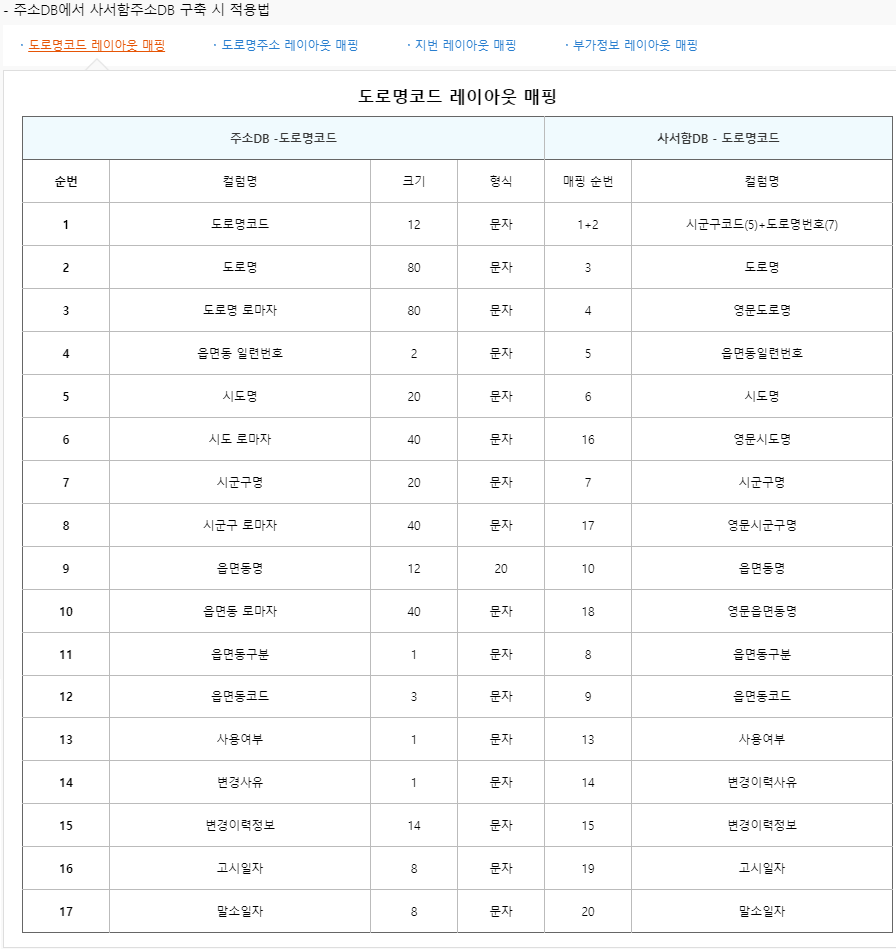 - 주소DB에서 사서함주소DB 구축 시 적용법
· 도로명코드 레이아웃 매핑 · 도로명주소 레이아웃 매핑 · 지번 레이아웃 매핑 · 부가정보 레이아웃 매핑
도로명코드 레이아웃 매핑
주소DB -도로명코드 사서함DB - 도로명코드
순번 컬럼명 크기 형식 매핑 순번 컬럼명
1 도로명코드 12 문자 1+2 시군구코드(5)+도로명번호(7)
2 도로명 80 문자 3 도로명
3 도로명 로마자 80 문자 4 영문도로명
4 읍면동 일련번호 2 문자 5 읍면동일련번호
5 시도명 20 문자 6 시도명
6 시도 로마자 40 문자 16 영문시도명
7 시군구명 20 문자 7 시군구명
8 시군구 로마자 40 문자 17 영문시군구명
9 읍면동명 12 20 10 읍면동명
10 읍면동 로마자 40 문자 18 영문읍면동명
11 읍면동구분 1 문자 8 읍면동구분
12 읍면동코드 3 문자 9 읍면동코드
13 사용여부 1 문자 13 사용여부
14 변경사유 1 문자 14 변경이력사유
15 변경이력정보 14 문자 15 변경이력정보
16 고시일자 8 문자 19 고시일자
17 말소일자 8 문자 20 말소일자